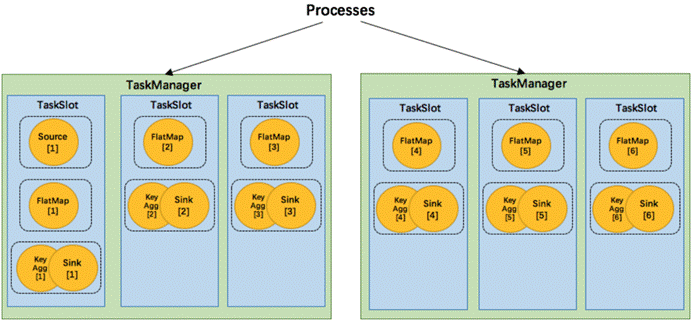 Processes
TaskManager
TaskSlot
Source
[1]
FlatMap
[1]
Key
Agg
[1]
Sink
[1]
TaskSlot
FlatMap
[2]
Key
Agg
[2]
Sink
[2]
TaskSlot
FlatMap
[3]
Key
Agg
[3]
Sink
[3]
TaskManager
TaskSlot
FlatMap
[4]
Key
Agg
[4]
Sink
[4]
TaskSlot
FlatMap
[5]
Key
Agg
[5]
Sink
[5]
TaskSlot
FlatMap
[6]
Key
Agg
[6]
Sink
[6]